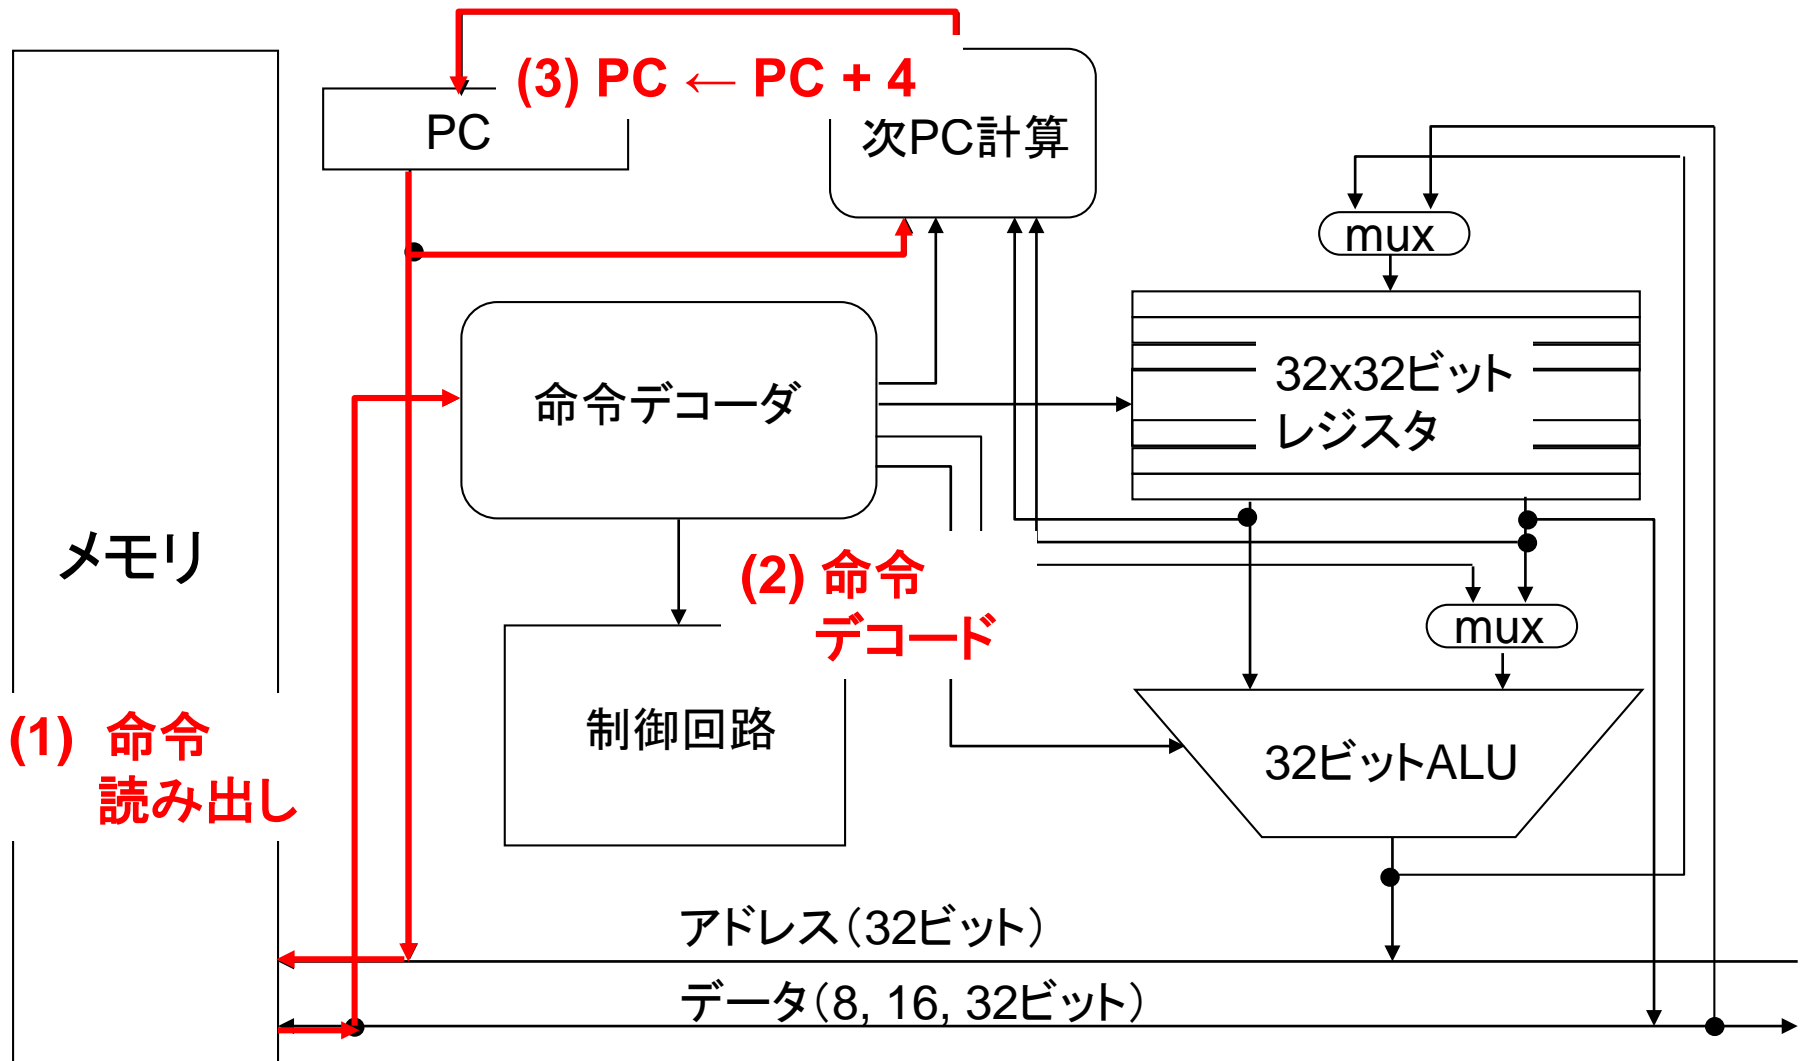 (3) PC ← PC + 4
PC
次PC計算
mux
命令デコーダ
32x32ビット
レジスタ
メモリ
(2) 命令
デコード
mux
(1) 命令
読み出し
制御回路
32ビットALU
アドレス(32ビット)
データ(8, 16, 32ビット)